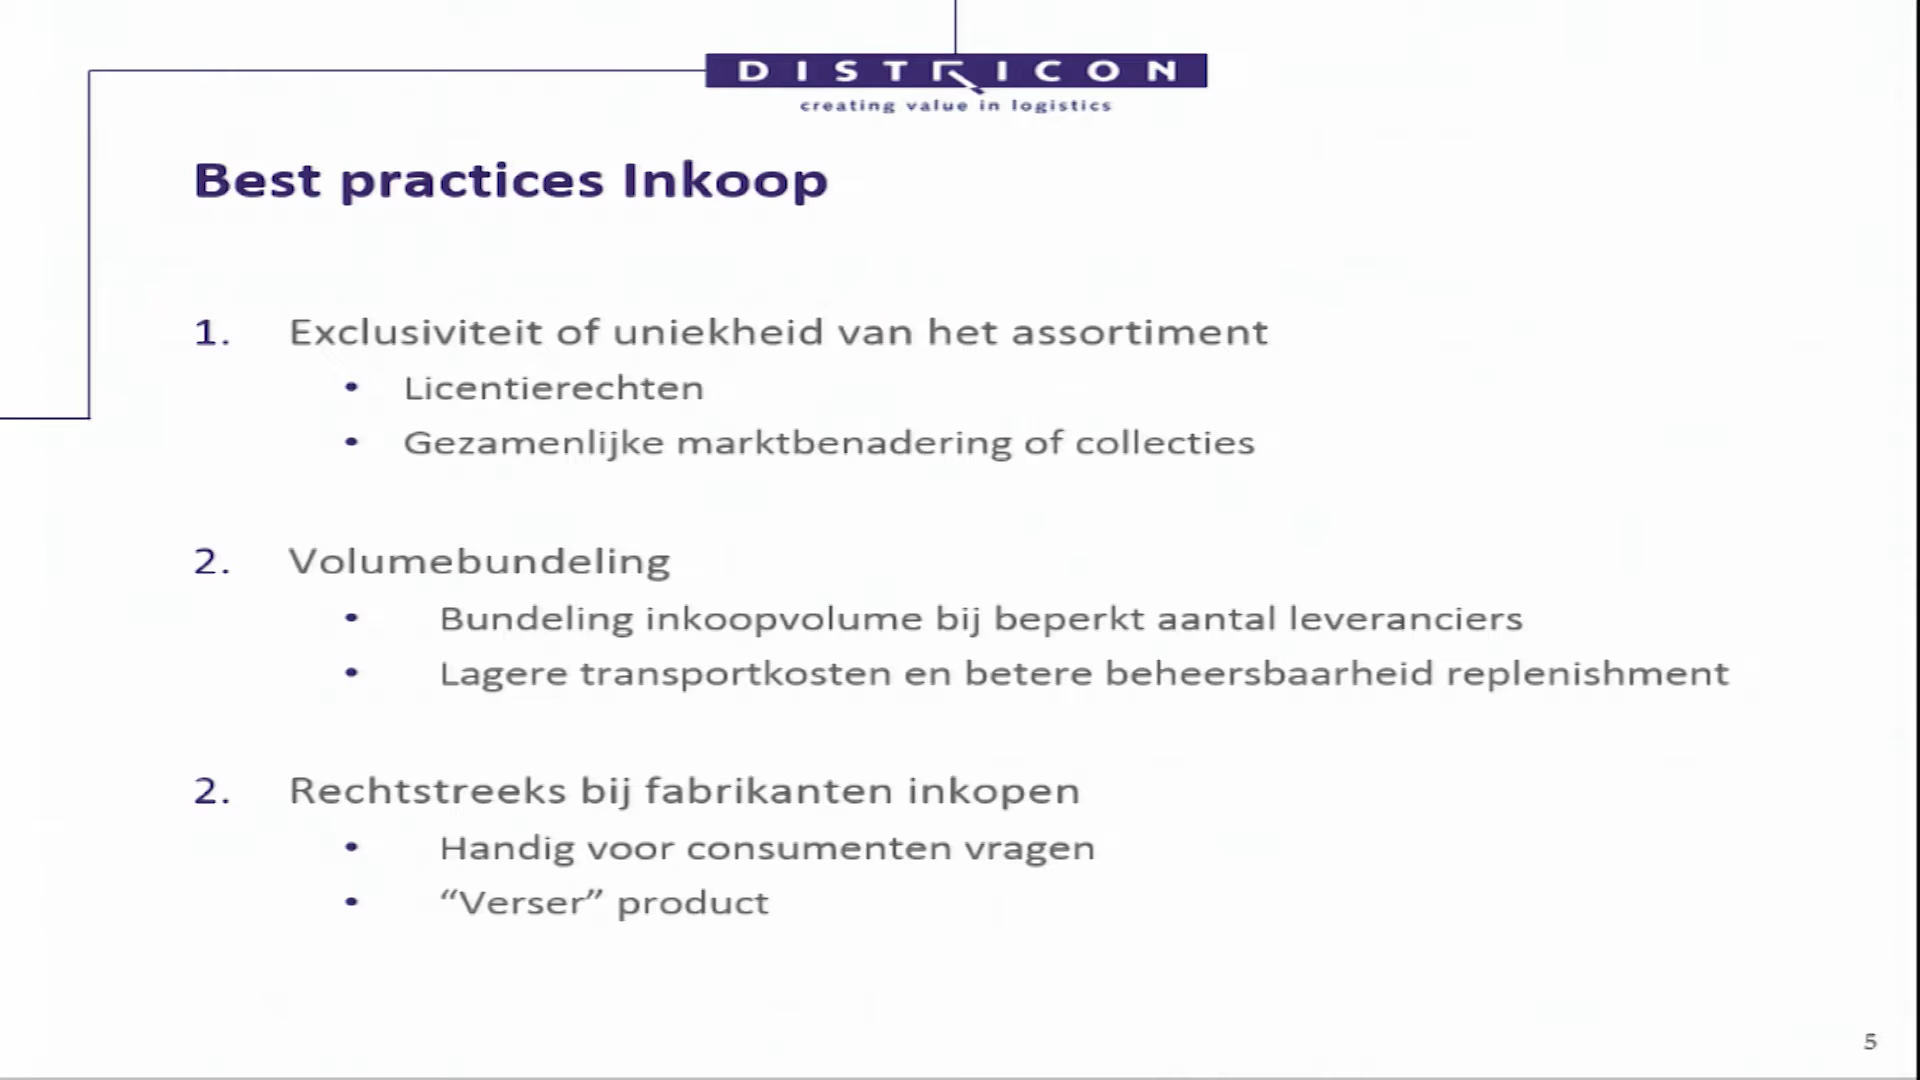 DISTRICON
creating value in logistics
Best practices Inkoop
1. Exclusiviteit of uniekheid van het assortiment
• Licentierechten
• Gezamenlijke marktbenadering of collecties
2. Volumebundeling
• Bundeling inkoopvolume bij beperkt aantal leveranciers
• Lagere transportkosten en betere beheersbaarheid replenishment
2. Rechtstreeks bij fabrikanten inkopen
• Handig voor consumenten vragen
• “Verser” product
5